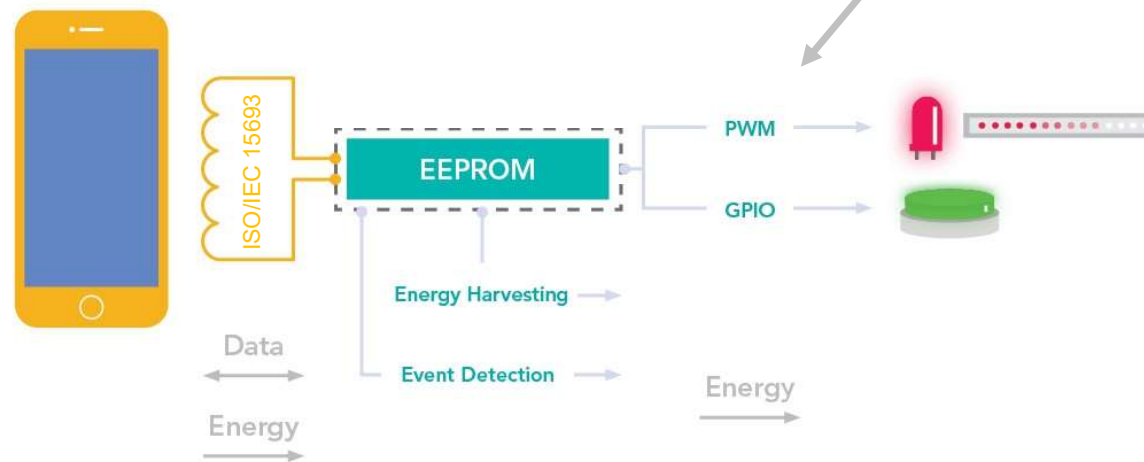 ISO/IEC 15693
EEPROM
PWM
GPIO
Energy Harvesting
Data
Event Detection
Energy
Energy